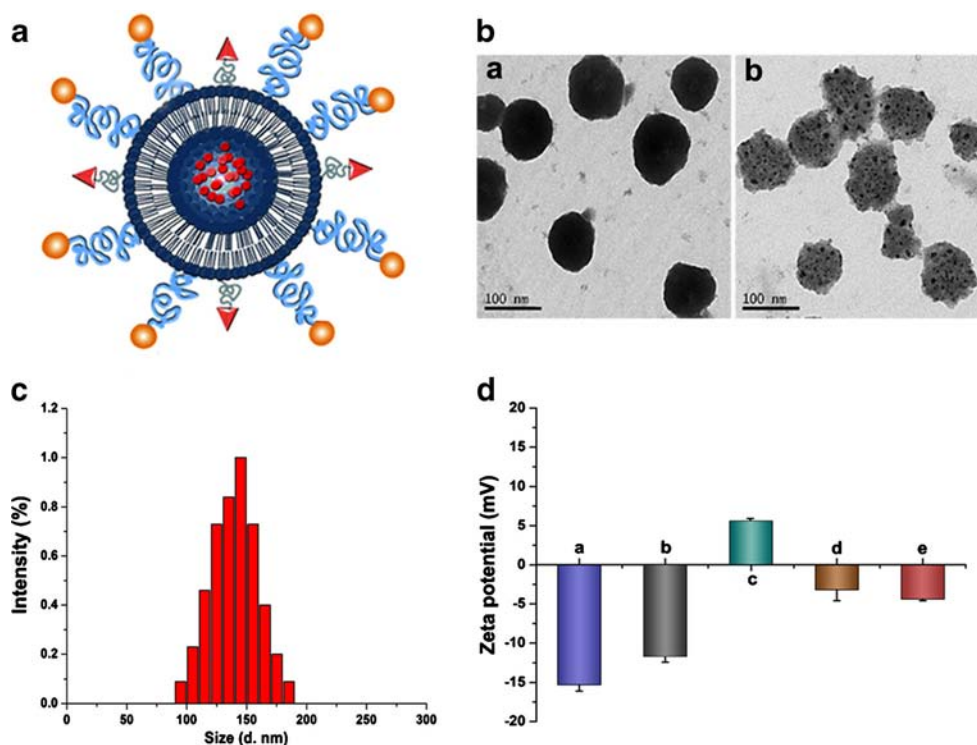 a
b
a
b
100 nm
100 nm
c
1.2
1.0
0.8
0.6
0.4
0.2
0.0
Intensity (%)
0 50 100 150 200 250 300
Size (d. nm)
d
20
15
10
5
0
-5
-10
-15
-20
Zeta potential (mV)
a b c d e